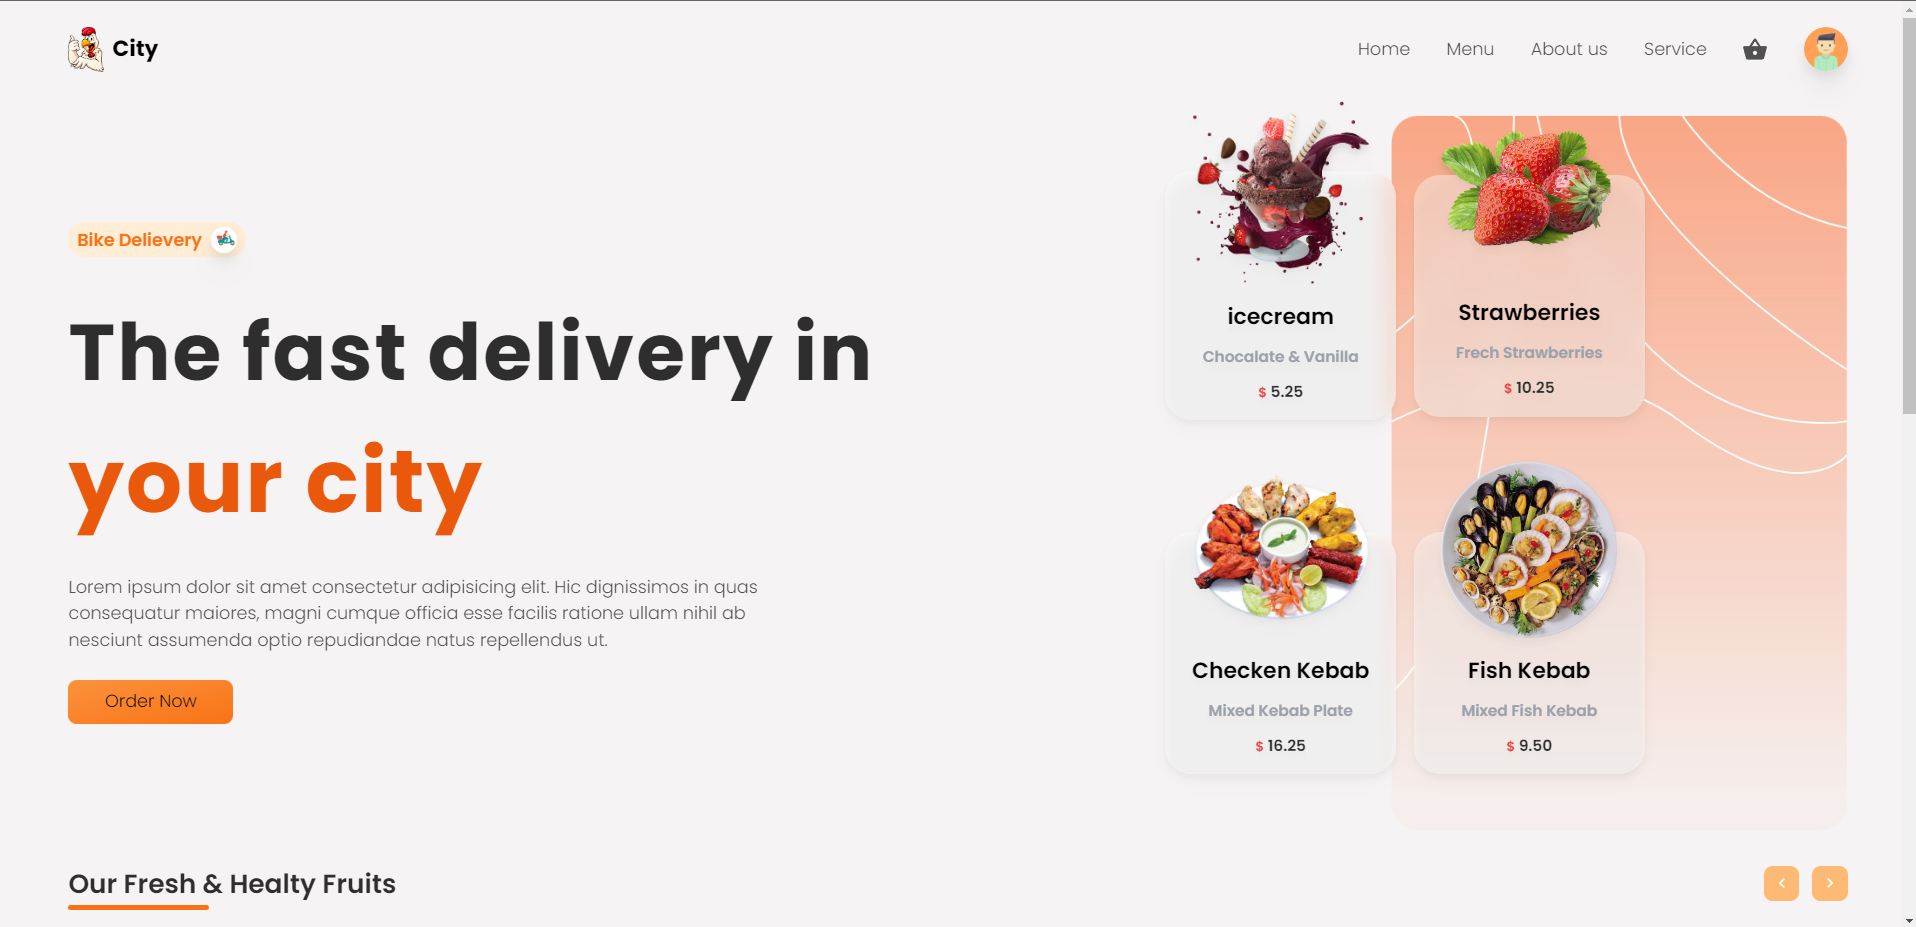 City
Home
Menu
About us
Service
Bike Delievery
The fast delivery in
your city
Lorem ipsum dolor sit amet consectetur adipisicing elit. Hic dignissimos in quas
consequatur maiores, magni cumque officia esse facilis ratione ullam nihil ab
nesciunt assumenda optio repudiandae natus repellendus ut.
Order Now
icecream
Chocalate & Vanilla
$ 5.25
Strawberries
Frech Strawberries
$ 10.25
Checken Kebab
Mixed Kebab Plate
$ 16.25
Fish Kebab
Mixed Fish Kebab
$ 9.50
Our Fresh & Healty Fruits